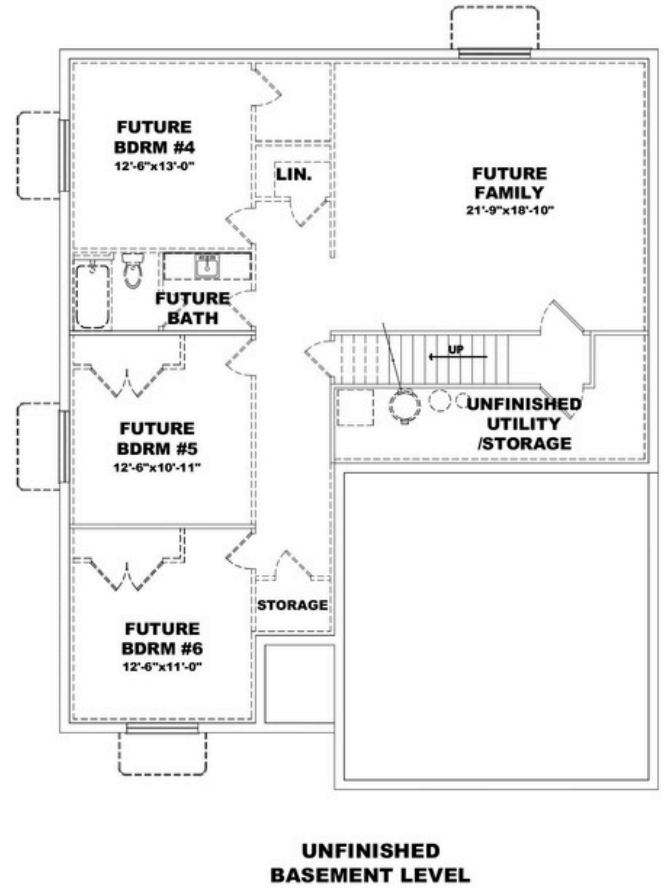 FUTURE
BDRM #4
12'-6"x13'-0"
LIN.
FUTURE
FAMILY
21'-9"x18'-10"
FUTURE
BATH
UP
FUTURE
BDRM #5
12'-6"x10'-11"
UNFINISHED
UTILITY
/STORAGE
STORAGE
FUTURE
BDRM #6
12'-6"x11'-0"
UNFINISHED
BASEMENT LEVEL